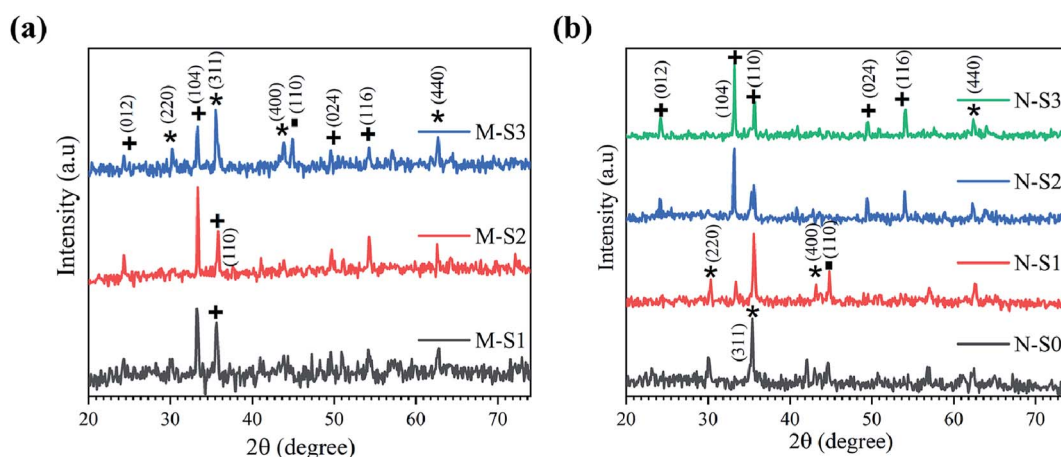 (a)
(012)
(220)
(104)
(311)
(400)
(110)
(024)
(116)
(440)
M-S3
M-S2
(110)
M-S1
Intensity (a.u)
20 30 40 50 60 70
2θ (degree)
(b)
(012)
(104)
(110)
(024)
(116)
(440)
N-S3
N-S2
(220)
(400)
(110)
N-S1
(311)
N-S0
Intensity (a.u)
20 30 40 50 60 70
2θ (degree)